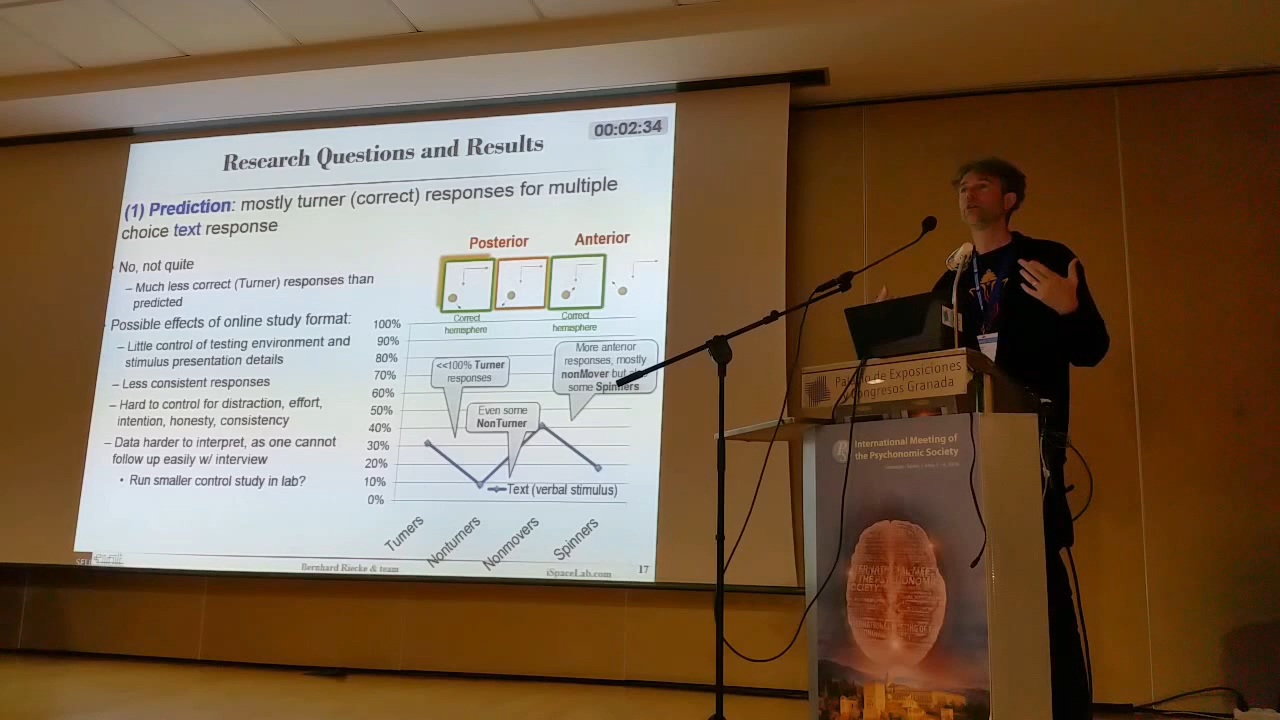 00:02:34
Research Questions and Results
(1) Prediction: mostly turner (correct) responses for multiple
choice text response
No, not quite
– Much less correct (Turner) responses than
predicted
Possible effects of online study format:
– Little control of testing environment and
stimulus presentation details
– Less consistent responses
– Hard to control for distraction, effort,
intention, honesty, consistency
– Data harder to interpret, as one cannot
follow up easily w/ interview
• Run smaller control study in lab?
Posterior Anterior
Correct
hemisphere
Correct
hemisphere
100%
90%
80%
70%
60%
50%
40%
30%
20%
10%
0%
<<100% Turner
responses
Even some
NonTurner
More anterior
responses, mostly
nonMover but
some Spinners
Text (verbal stimulus)
Turners
Nonturners
Nonmovers
Spinners
Bernhard Riecke & team
iSpaceLab.com
17
Palacio de Exposiciones
y Congresos Granada
International Meeting of
the Psychonomic Society